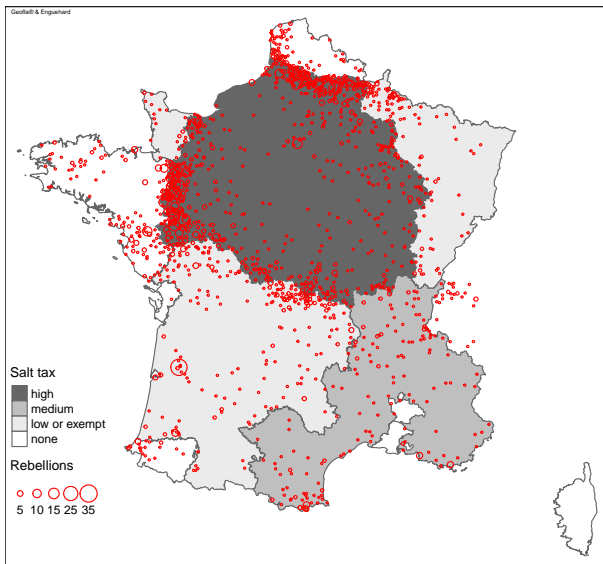 Geofla® & Enguehard
Salt tax
high
medium
low or exempt
none
Rebellions
5 10 15 25 35